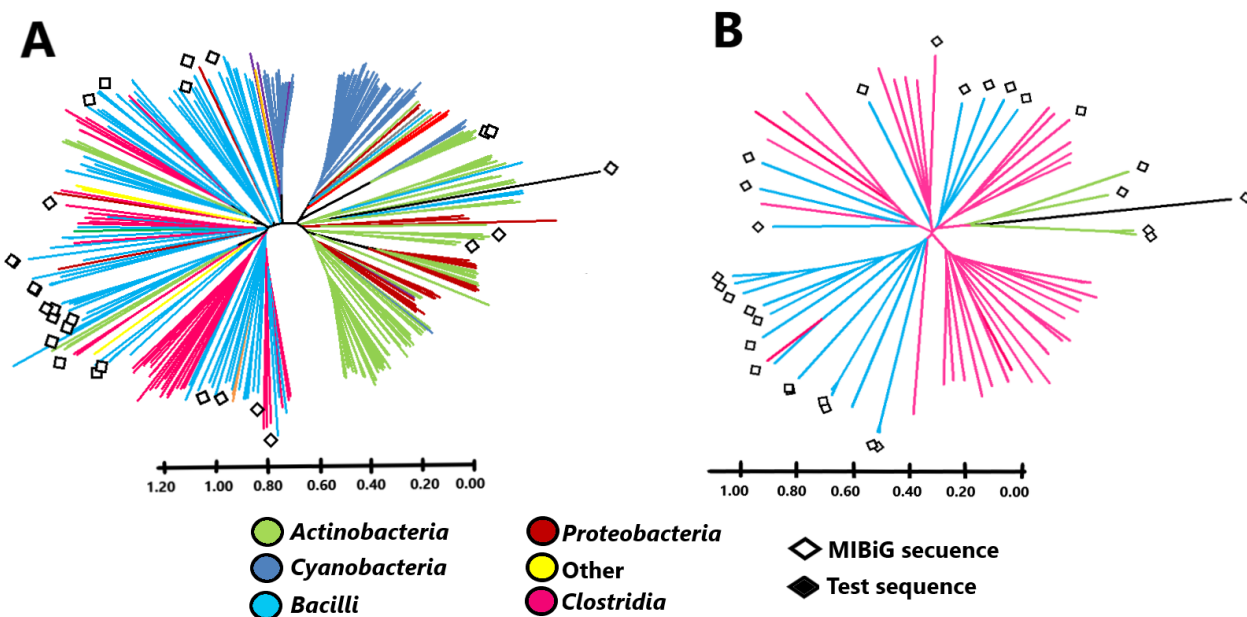 A
B
1.20 1.00 0.80 0.60 0.40 0.20 0.00
1.00 0.80 0.60 0.40 0.20 0.00
Actinobacteria
Cyanobacteria
Bacilli
Proteobacteria
Other
Clostridia
MIBiG secuence
Test sequence